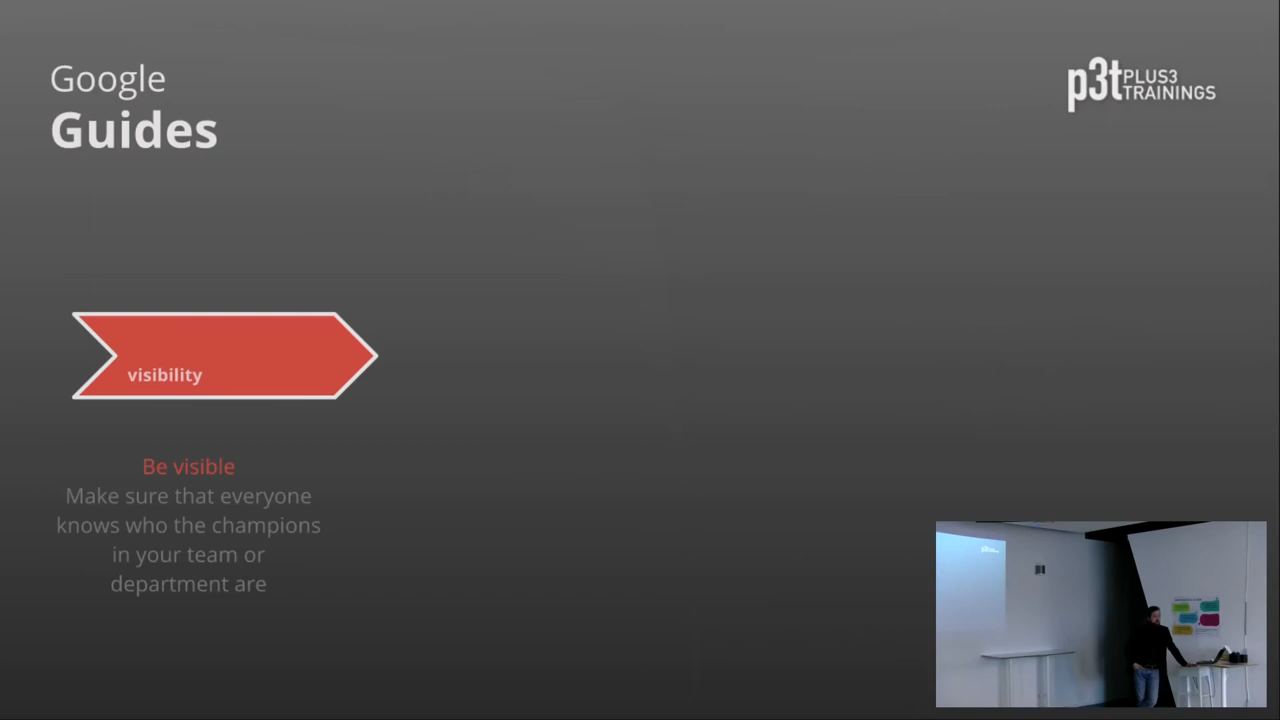 Google
Guides
p3t PLUS3
TRAININGS
visibility
Be visible
Make sure that everyone
knows who the champions
in your team or
department are